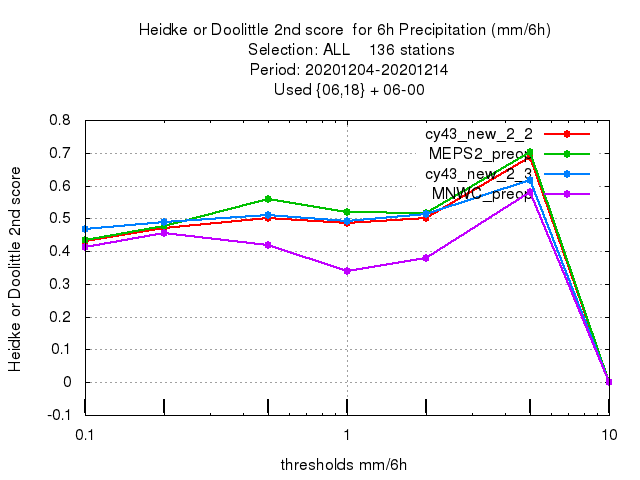 Heidke or Doolittle 2nd score  for 6h Precipitation (mm/6h)
Selection: ALL    136 stations
Period: 20201204-20201214
Used {06,18} + 06-00
Heidke or Doolittle 2nd score
0.8
0.7
0.6
0.5
0.4
0.3
0.2
0.1
0
-0.1
cy43_new_2_2
MEPS2_preop
cy43_new_2_3
MNWC_preop
0.1
1
10
thresholds mm/6h